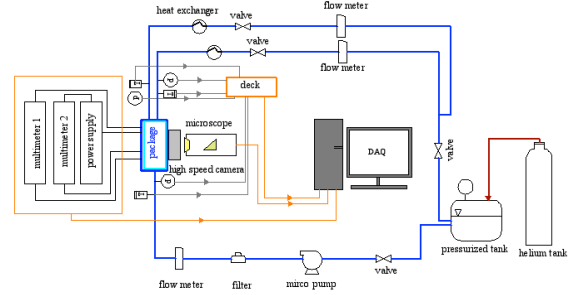 flow meter
heat exchanger
valve
valve
flow meter
deck
P
P
multimeter 1
multimeter 2
power supply
package
microscope
high speed camera
P
DAQ
valve
pressurized tank
helium tank
flow meter
filter
mirco pump
valve